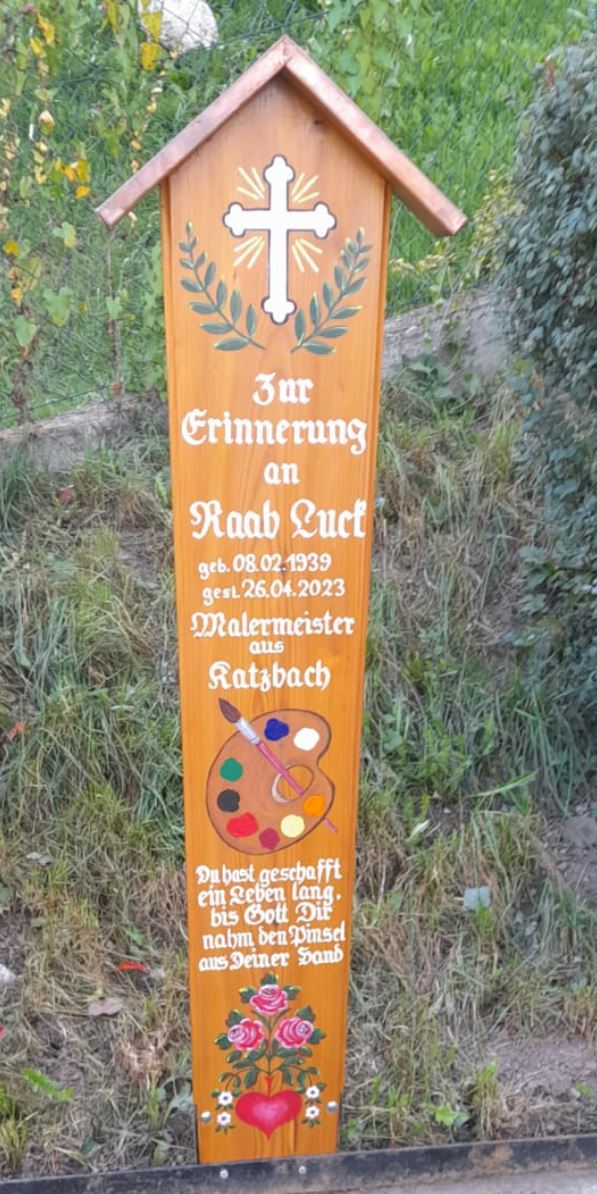 Zur
Erinnerung
an
Raab Luck
geb. 08.02.1939
gest. 26.04.2023
Malermeister
aus
Katzbach
Du hast geschafft
ein Leben lang,
bis Gott Dir
nahm den Pinsel
aus Deiner Hand